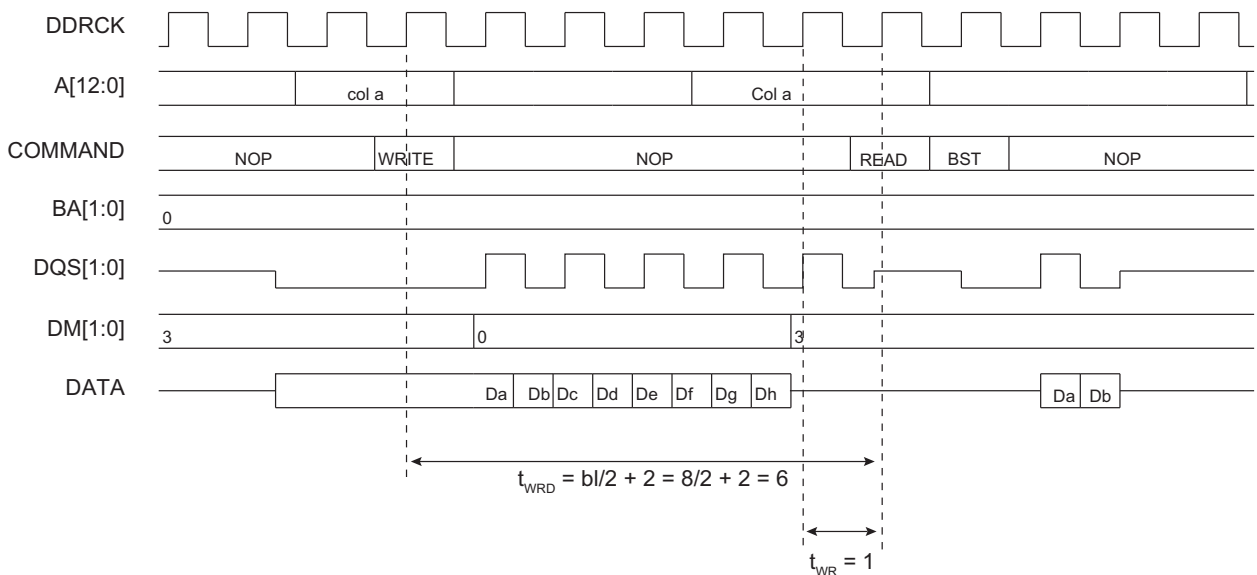 DDRCK
A[12:0]
col a
Col a
COMMAND
NOP
WRITE
NOP
READ
BST
NOP
BA[1:0]
0
DQS[1:0]
DM[1:0]
3
0
3
DATA
Da Db Dc Dd De Df Dg Dh
Da Db
tWRD = bl/2 + 2 = 8/2 + 2 = 6
tWR = 1